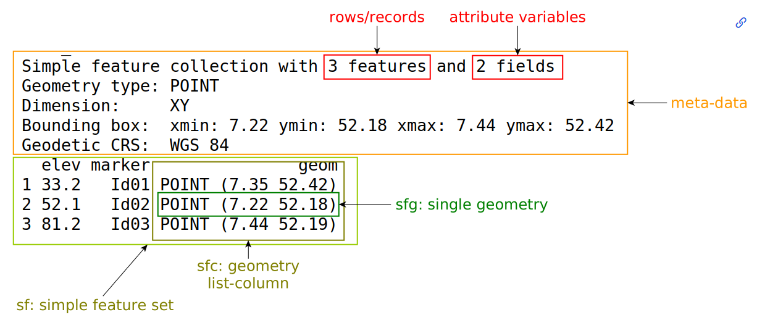 rows/records attribute variables
Simple feature collection with 3 features and 2 fields
Geometry type: POINT
Dimension:     XY
Bounding box:  xmin: 7.22 ymin: 52.18 xmax: 7.44 ymax: 52.42
Geodetic CRS:  WGS 84
meta-data
  elev marker                geom
1 33.2   Id01 POINT (7.35 52.42)
2 52.1   Id02 POINT (7.22 52.18)
3 81.2   Id03 POINT (7.44 52.19)
sfg: single geometry
sfc: geometry
list-column
sf: simple feature set